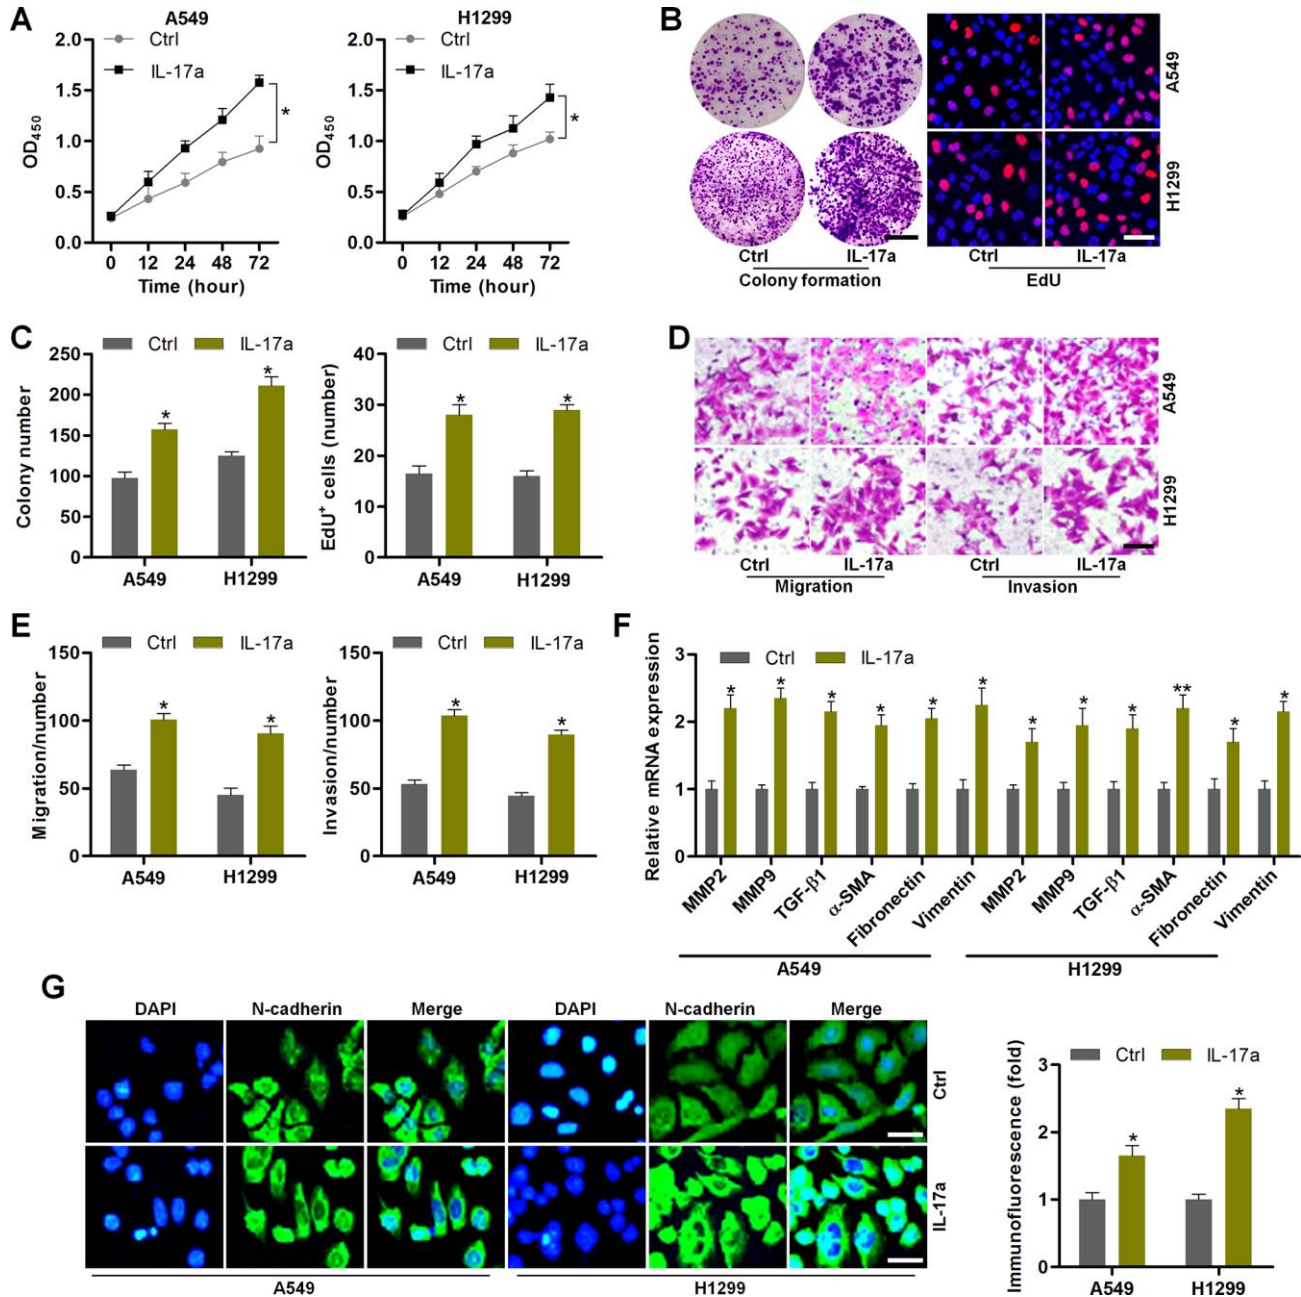 A
A549
Ctrl
IL-17a
OD450
2.0
1.5
1.0
0.5
0.0
0 12 24 48 72
Time (hour)
*
H1299
Ctrl
IL-17a
OD450
2.0
1.5
1.0
0.5
0.0
0 12 24 48 72
Time (hour)
*
B
A549
H1299
Ctrl IL-17a
Colony formation
Ctrl IL-17a
EdU
C
Ctrl IL-17a
Colony number
250
200
150
100
50
0
* *
A549 H1299
Ctrl IL-17a
EdU+ cells (number)
40
30
20
10
0
* *
A549 H1299
D
A549
H1299
Ctrl IL-17a
Migration
Ctrl IL-17a
Invasion
E
Ctrl IL-17a
Migration/number
150
100
50
0
* *
A549 H1299
Ctrl IL-17a
Invasion/number
150
100
50
0
* *
A549 H1299
F
Ctrl IL-17a
Relative mRNA expression
3
2
1
0
* * * * * * * * * ** * *
MMP2 MMP9 TGF-β1 α-SMA Fibronectin Vimentin MMP2 MMP9 TGF-β1 α-SMA Fibronectin Vimentin
A549 H1299
G
DAPI N-cadherin Merge DAPI N-cadherin Merge
Ctrl
IL-17a
A549 H1299
Ctrl IL-17a
Immunofluorescence (fold)
3
2
1
0
* *
A549 H1299